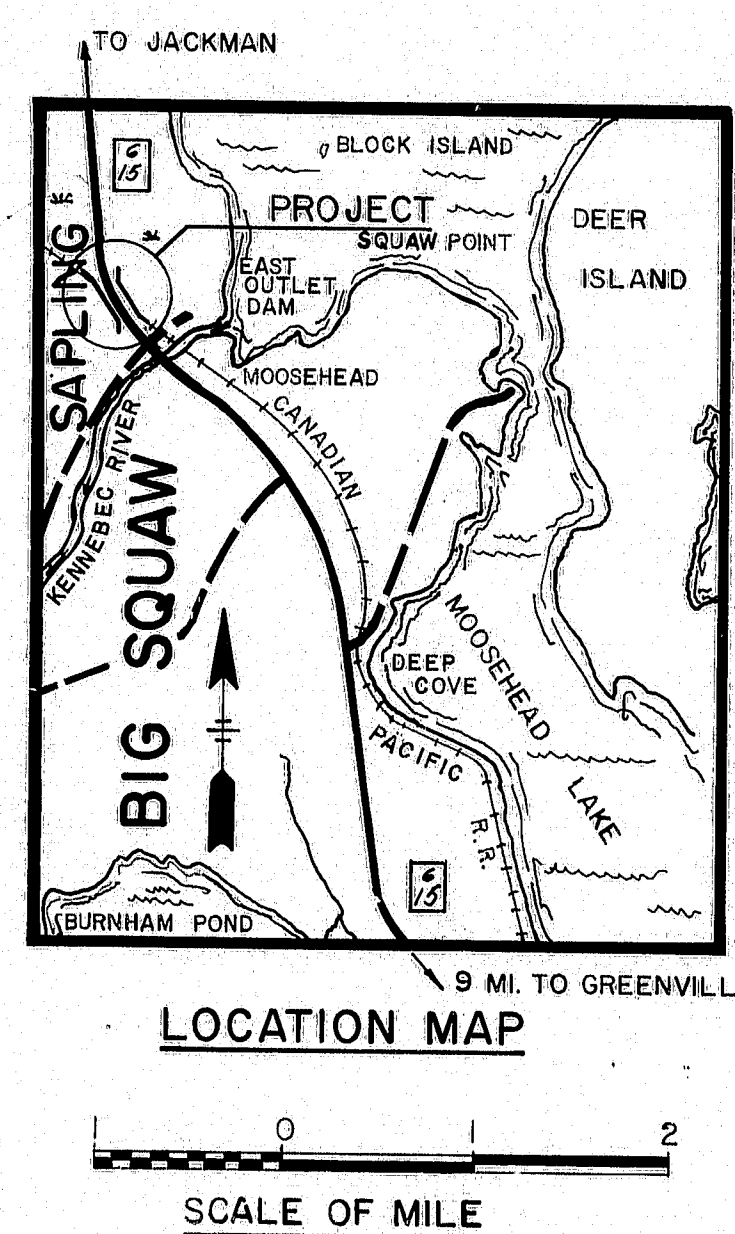 TO JACKMAN
6
15
BLOCK ISLAND
PROJECT
SQUAW POINT
DEER
ISLAND
SAPLING
EAST
OUTLET
DAM
MOOSEHEAD
CANADIAN
KENNEBEC RIVER
BIG SQUAW
MOOSEHEAD
LAKE
DEEP
COVE
PACIFIC
R.R.
6
15
BURNHAM POND
9 MI. TO GREENVILL
LOCATION MAP
0
1
2
SCALE OF MILE